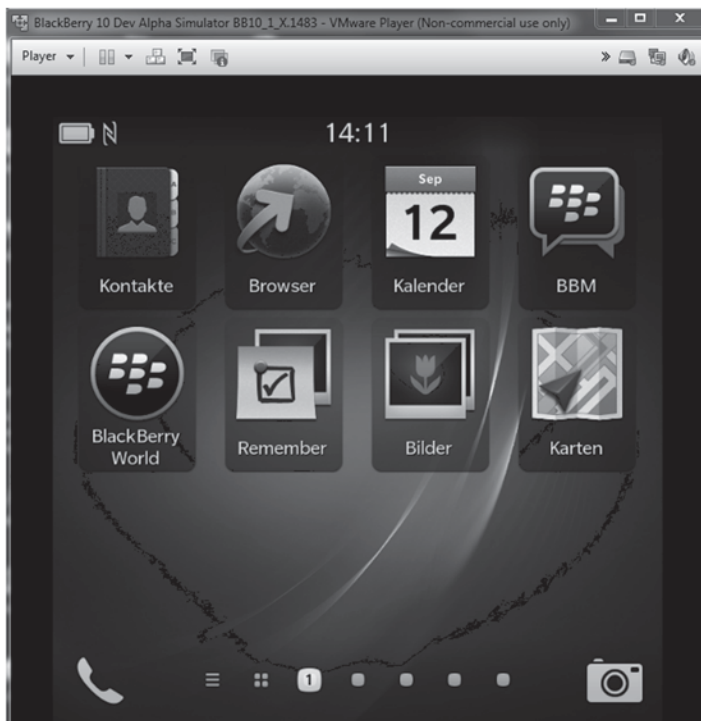 BlackBerry 10 Dev Alpha Simulator BB10_1_X.1483 - VMware Player (Non-commercial use only)
Player
14:11
Sep
12
Kontakte
Browser
Kalender
BBM
BlackBerry
World
Remember
Bilder
Karten
1